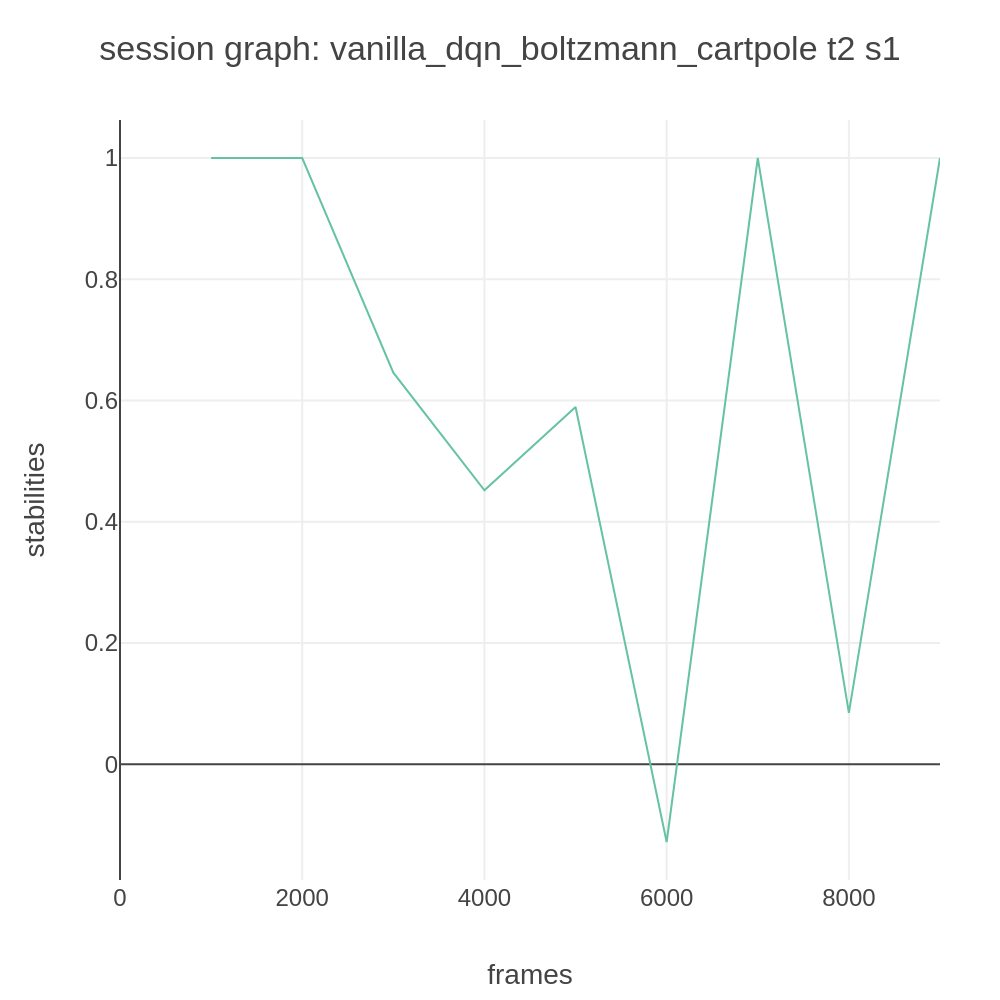 session graph: vanilla_dqn_boltzmann_cartpole t2 s1
1
0.8
0.6
0.4
0.2
0
stabilities
0 2000 4000 6000 8000
frames